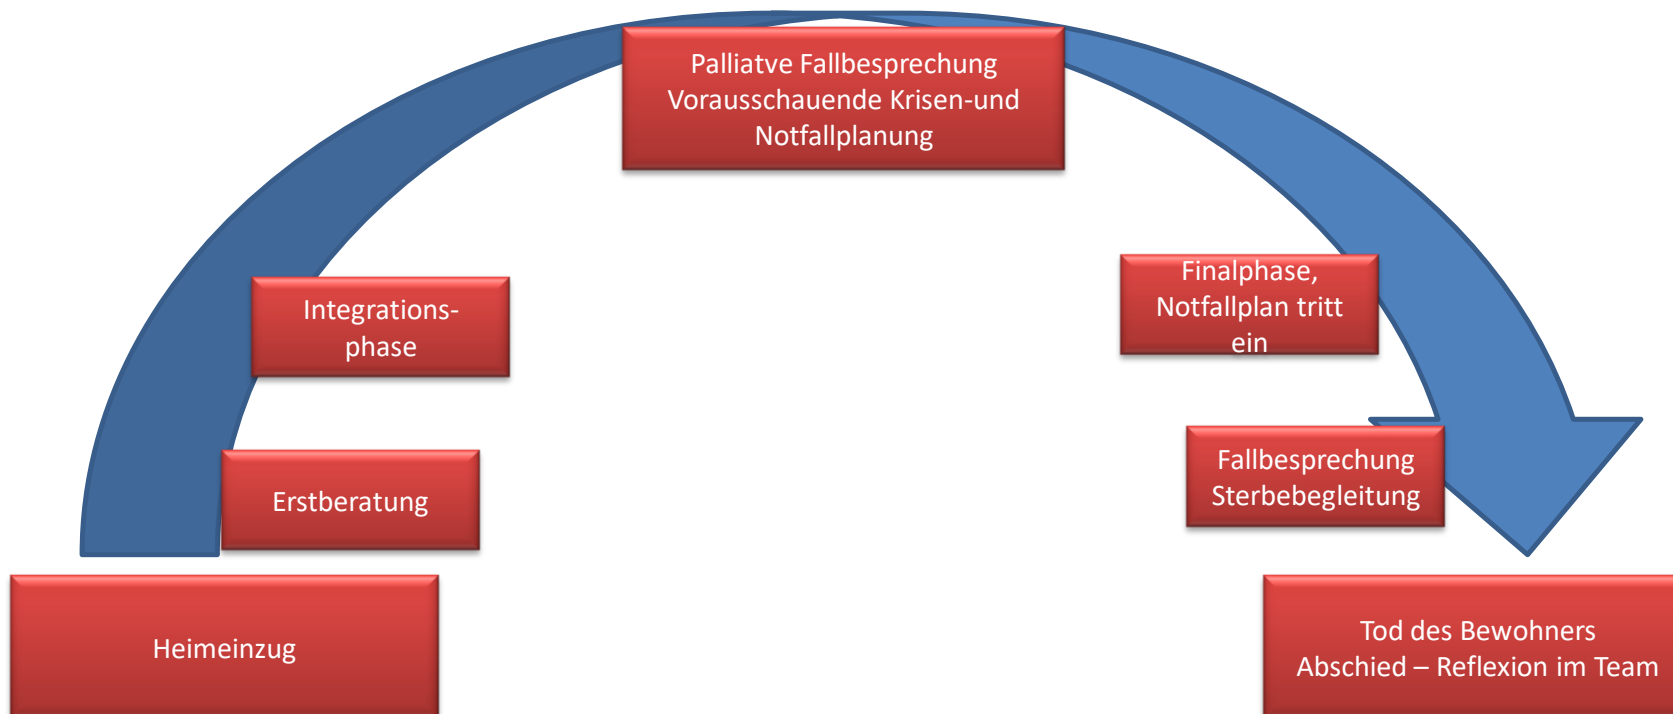 Palliatve Fallbesprechung
Vorausschauende Krisen-und
Notfallplanung
Integrations-
phase
Finalphase,
Notfallplan tritt
ein
Erstberatung
Fallbesprechung
Sterbebegleitung
Heimeinzug
Tod des Bewohners
Abschied – Reflexion im Team